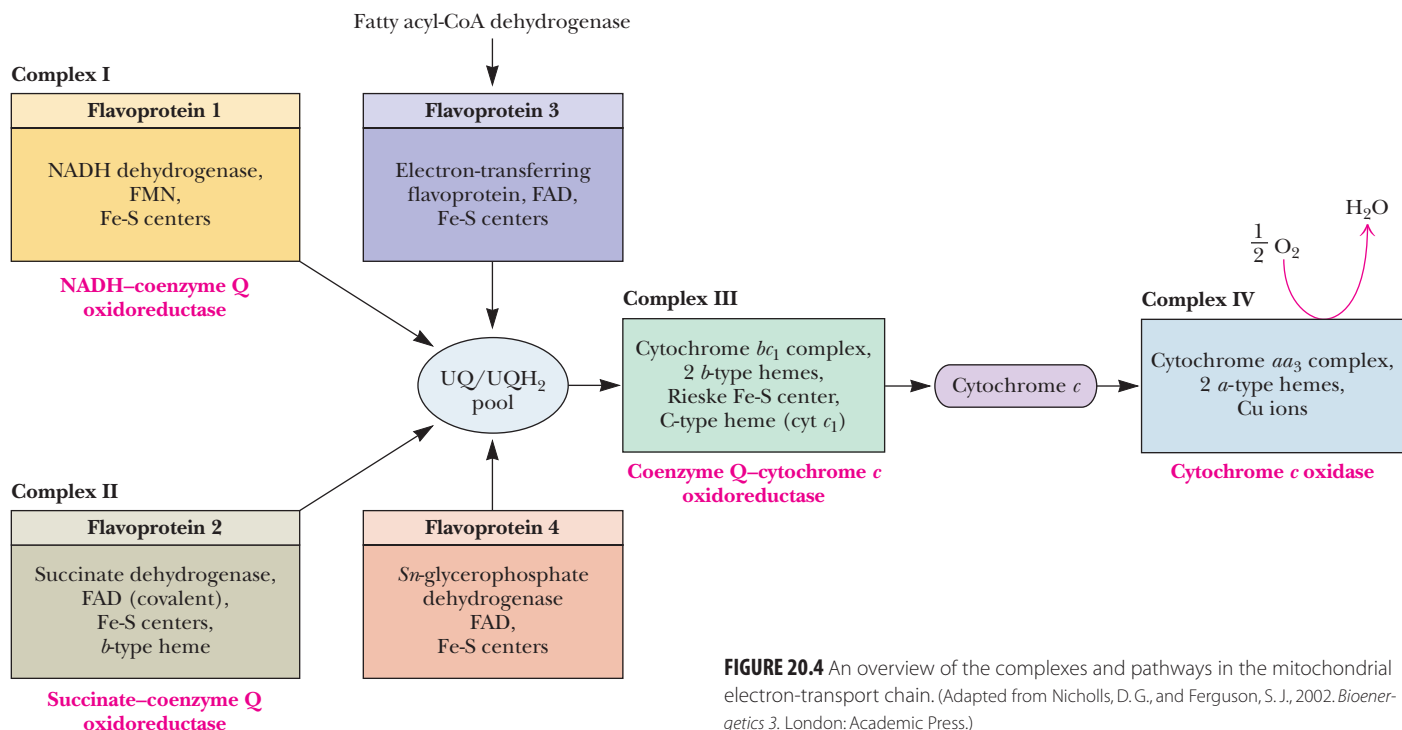 Fatty acyl-CoA dehydrogenase
Complex I
Flavoprotein 1
NADH dehydrogenase,
FMN,
Fe-S centers
NADH–coenzyme Q
oxidoreductase
Flavoprotein 3
Electron-transferring
flavoprotein, FAD,
Fe-S centers
UQ/UQH₂
pool
Complex II
Flavoprotein 2
Succinate dehydrogenase,
FAD (covalent),
Fe-S centers,
b-type heme
Succinate–coenzyme Q
oxidoreductase
Flavoprotein 4
Sn-glycerophosphate
dehydrogenase
FAD,
Fe-S centers
Complex III
Cytochrome bc₁ complex,
2 b-type hemes,
Rieske Fe-S center,
C-type heme (cyt c₁)
Coenzyme Q–cytochrome c
oxidoreductase
Cytochrome c
½ O₂
H₂O
Complex IV
Cytochrome aa₃ complex,
2 a-type hemes,
Cu ions
Cytochrome c oxidase
FIGURE 20.4 An overview of the complexes and pathways in the mitochondrial
electron-transport chain. (Adapted from Nicholls, D. G., and Ferguson, S. J., 2002. Bioener-
getics 3. London: Academic Press.)